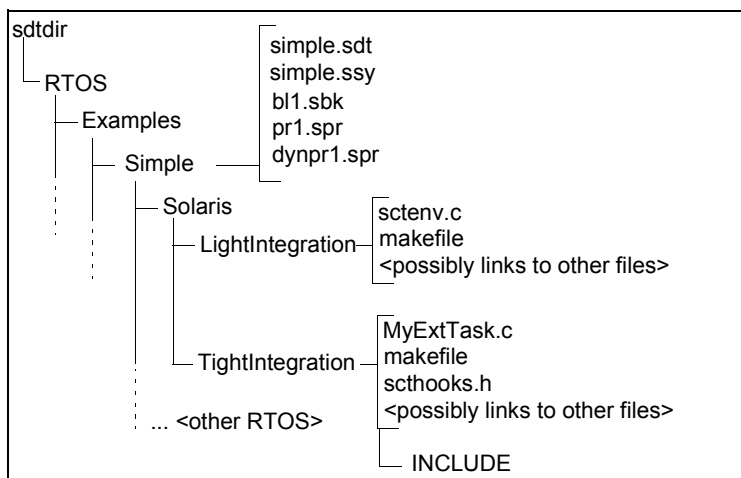 sdtdir
RTOS
Examples
Simple
simple.sdt
simple.ssy
bl1.sbk
pr1.spr
dynpr1.spr
Solaris
LightIntegration
sctenv.c
makefile
<possibly links to other files>
TightIntegration
MyExtTask.c
makefile
scthooks.h
<possibly links to other files>
... <other RTOS>
INCLUDE